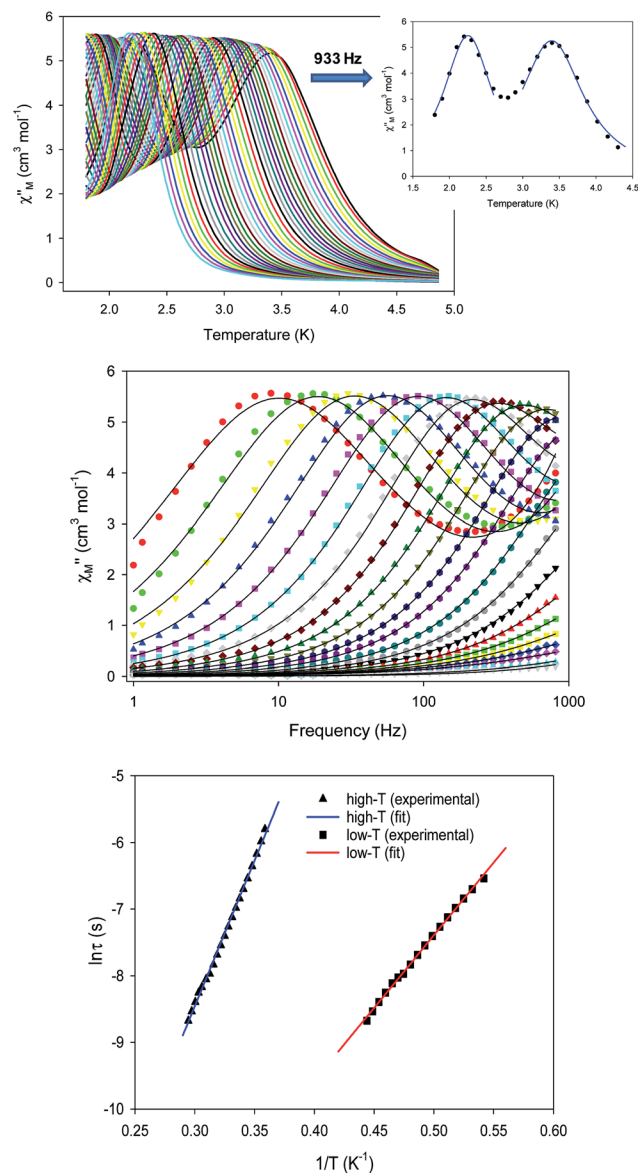 6
5
4
3
2
1
0
χ''M (cm3 mol-1)
2.0 2.5 3.0 3.5 4.0 4.5 5.0
Temperature (K)
933 Hz
6
5
4
3
2
1
0
χ''M (cm3 mol-1)
1.5 2.0 2.5 3.0 3.5 4.0 4.5
Temperature (K)
6
5
4
3
2
1
0
χM'' (cm3 mol-1)
1 10 100 1000
Frequency (Hz)
-5
-6
-7
-8
-9
-10
lnτ (s)
high-T (experimental)
high-T (fit)
low-T (experimental)
low-T (fit)
0.25 0.30 0.35 0.40 0.45 0.50 0.55 0.60
1/T (K-1)